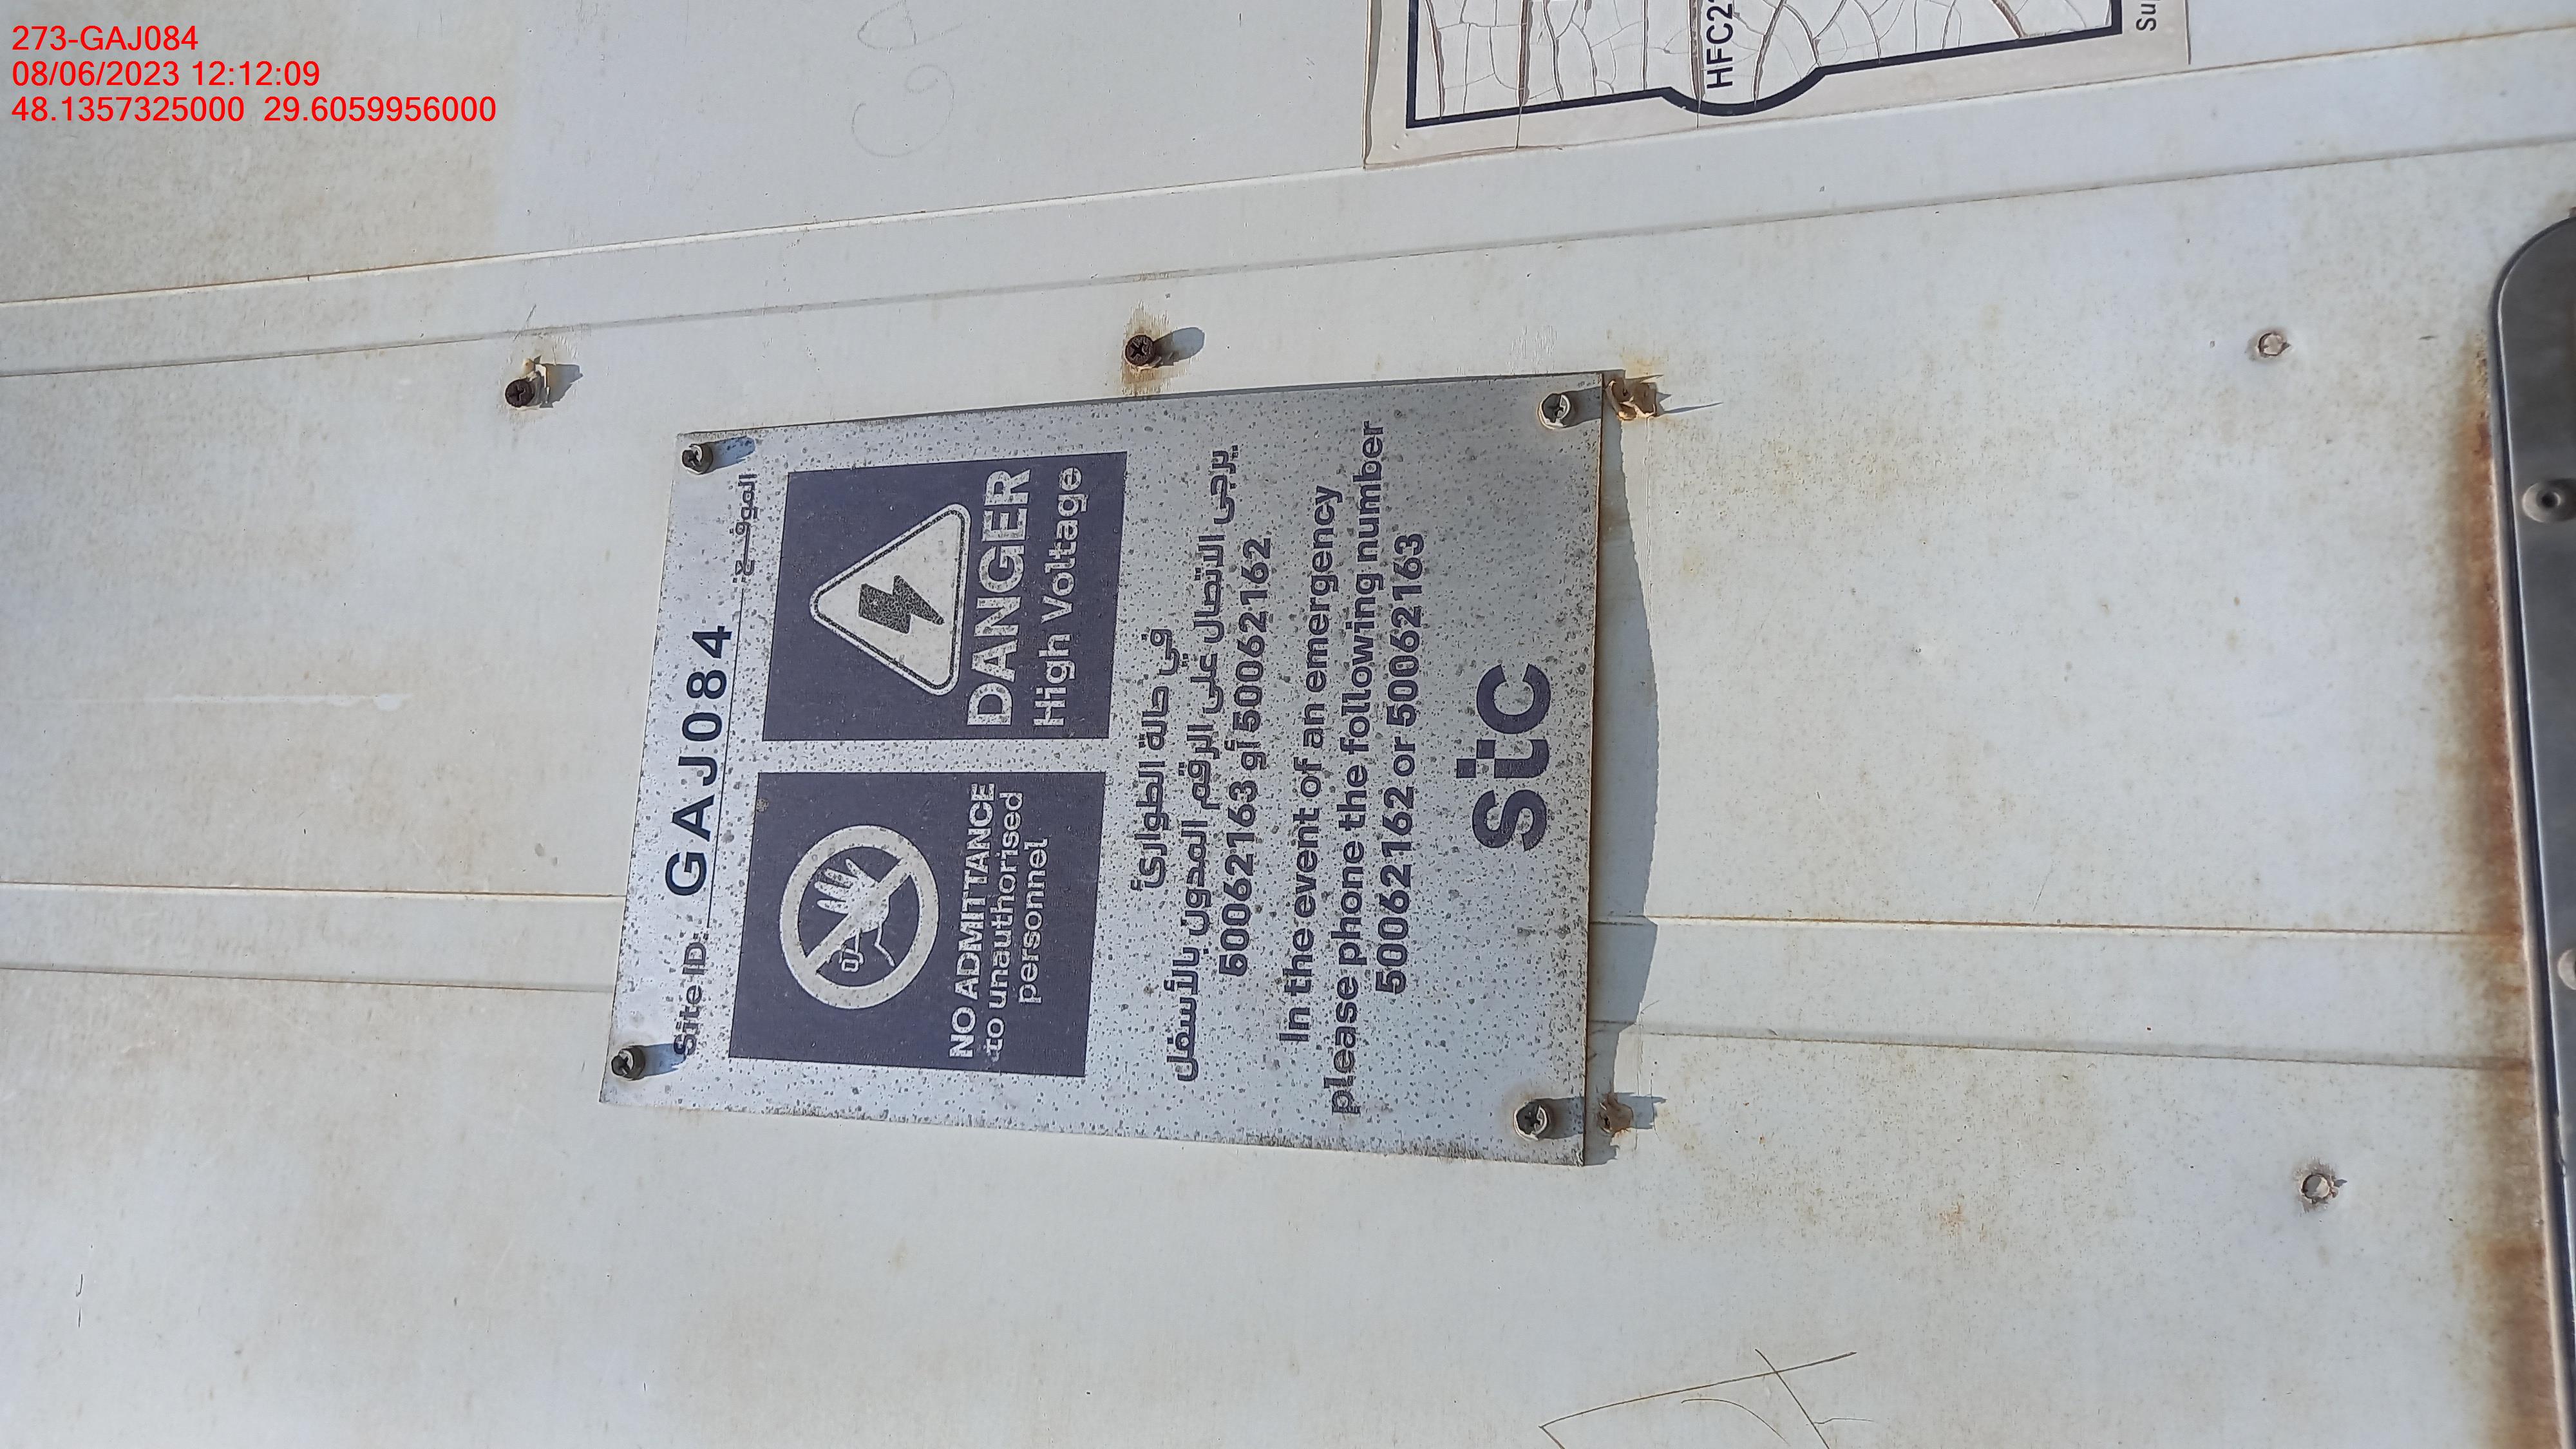 273-GAJ084
08/06/2023 12:12:09
48.1357325000 29.6059956000
Site ID: GAJ084 الموقــع:
NO ADMITTANCE
to unauthorised
personnel
DANGER
High Voltage
في حالة الطوارئ
يرجى الاتصال على الرقم المدون بالأسفل
50062163 أو 50062162
In the event of an emergency
please phone the following number
50062162 or 50062163
stc